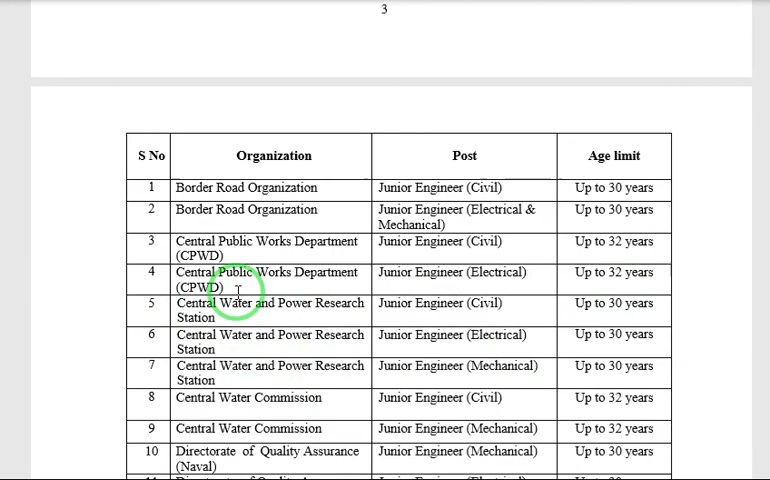 3
S No Organization Post Age limit
1 Border Road Organization Junior Engineer (Civil) Up to 30 years
2 Border Road Organization Junior Engineer (Electrical & Up to 30 years
Mechanical)
3 Central Public Works Department Junior Engineer (Civil) Up to 32 years
(CPWD)
4 Central Public Works Department Junior Engineer (Electrical) Up to 32 years
(CPWD)
5 Central Water and Power Research Junior Engineer (Civil) Up to 30 years
Station
6 Central Water and Power Research Junior Engineer (Electrical) Up to 30 years
Station
7 Central Water and Power Research Junior Engineer (Mechanical) Up to 30 years
Station
8 Central Water Commission Junior Engineer (Civil) Up to 32 years
9 Central Water Commission Junior Engineer (Mechanical) Up to 32 years
10 Directorate of Quality Assurance Junior Engineer (Mechanical) Up to 30 years
(Naval)